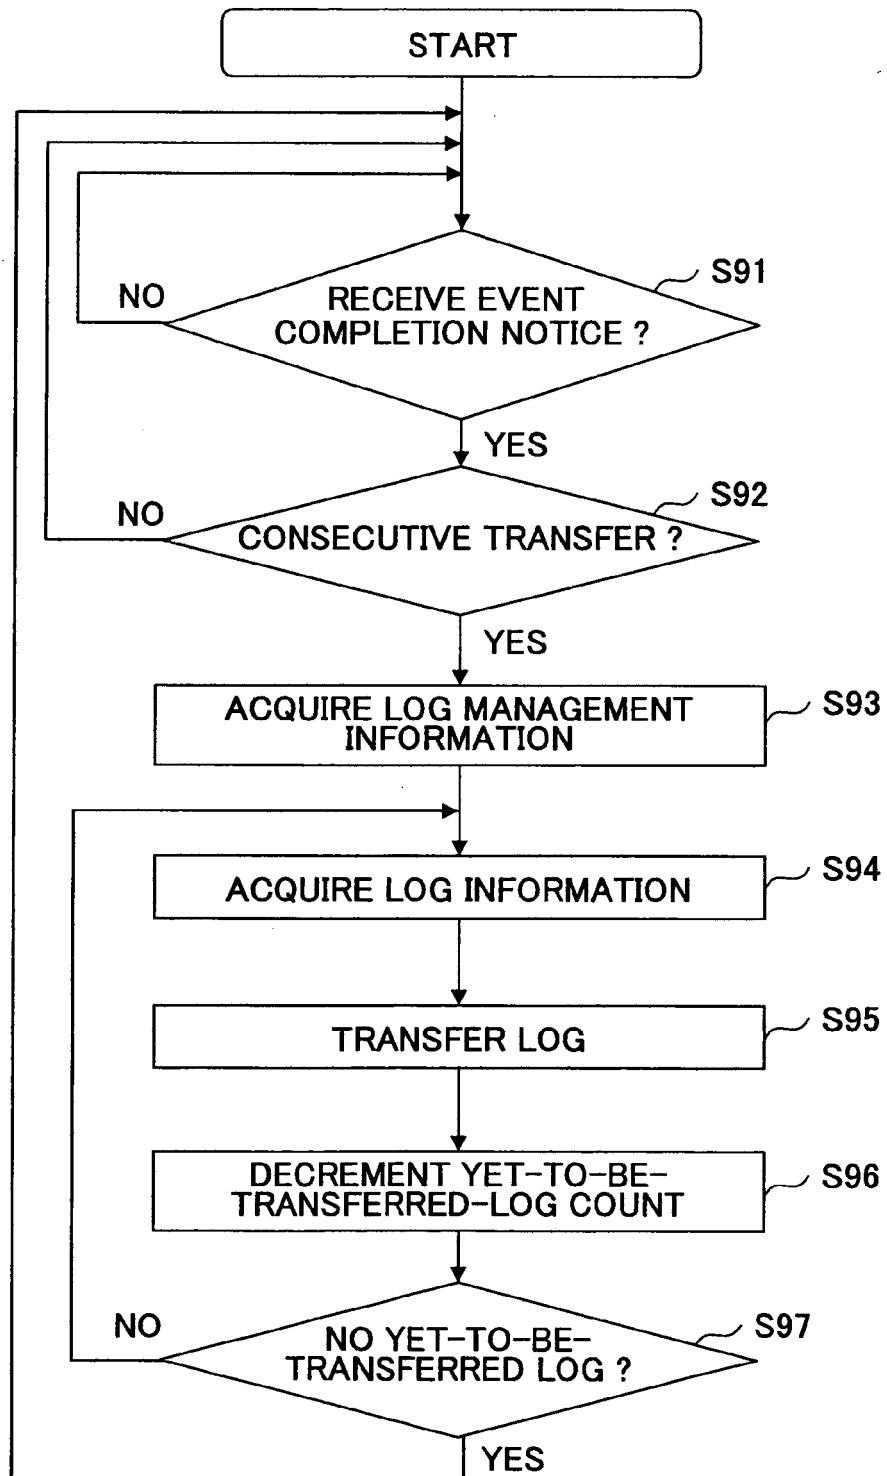 START
S91
NO
RECEIVE EVENT
COMPLETION NOTICE ?
YES
S92
NO
CONSECUTIVE TRANSFER ?
YES
S93
ACQUIRE LOG MANAGEMENT
INFORMATION
S94
ACQUIRE LOG INFORMATION
S95
TRANSFER LOG
S96
DECREMENT YET-TO-BE-
TRANSFERRED-LOG COUNT
S97
NO
NO YET-TO-BE-
TRANSFERRED LOG ?
YES